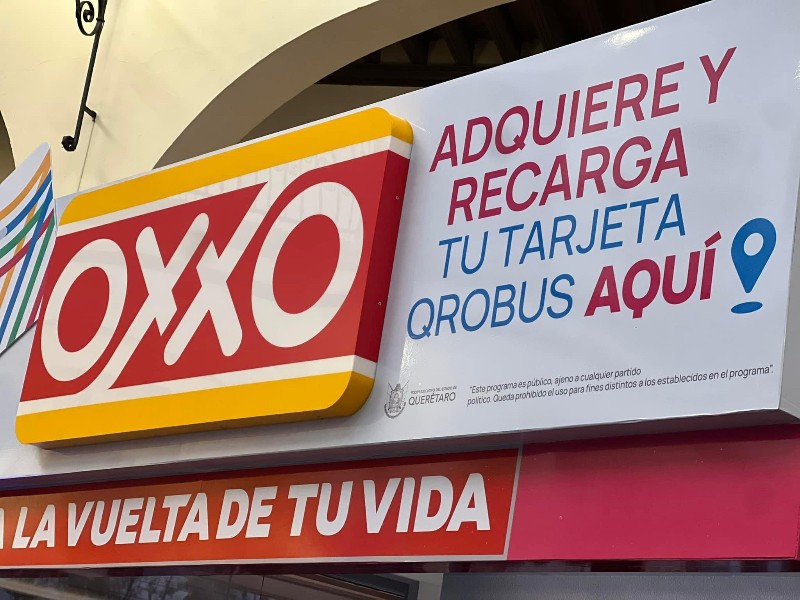 OXXO
ADQUIERE Y
RECARGA
TU TARJETA
QROBUS AQUÍ
QUERÉTARO
"Este programa es público, ajeno a cualquier partido
político. Queda prohibido el uso para fines distintos a los establecidos en el programa".
A LA VUELTA DE TU VIDA